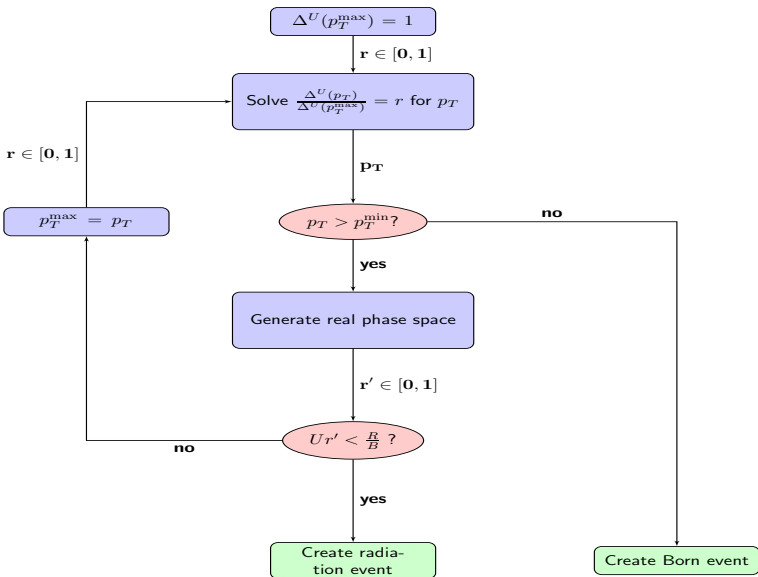 Δ^U(p_T^max) = 1
r ∈ [0, 1]
Solve Δ^U(p_T)/Δ^U(p_T^max) = r for p_T
r ∈ [0, 1]
p_T
p_T^max = p_T
p_T > p_T^min?
no
yes
Generate real phase space
r′ ∈ [0, 1]
Ur′ < R/B ?
no
yes
Create radia-
tion event
Create Born event